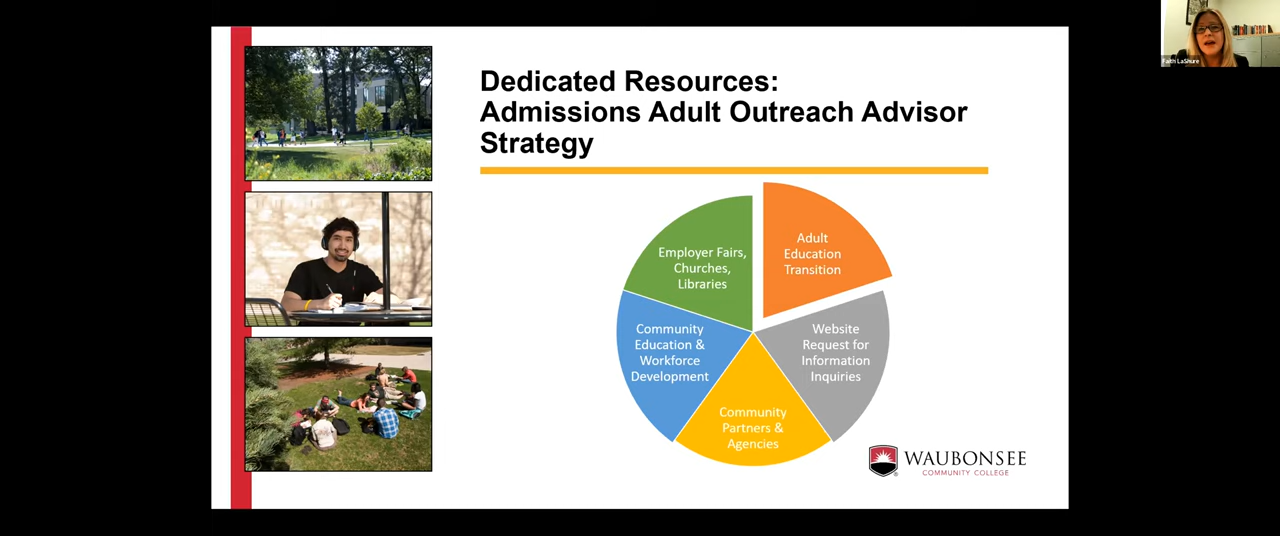 Dedicated Resources:
Admissions Adult Outreach Advisor
Strategy
Employer Fairs,
Churches,
Libraries
Adult
Education
Transition
Community
Education &
Workforce
Development
Website
Request for
Information
Inquiries
Community
Partners &
Agencies
WAUBONSEE
COMMUNITY COLLEGE
Faith LaShure